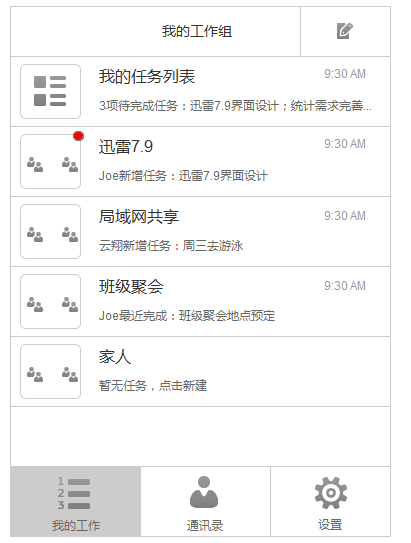 我的工作组
我的任务列表
9:30 AM
3项待完成任务：迅雷7.9界面设计；统计需求完善...
迅雷7.9
9:30 AM
Joe新增任务：迅雷7.9界面设计
局域网共享
9:30 AM
云翔新增任务：周三去游泳
班级聚会
9:30 AM
Joe最近完成：班级聚会地点预定
家人
暂无任务，点击新建
1
2
3
我的工作
通讯录
设置